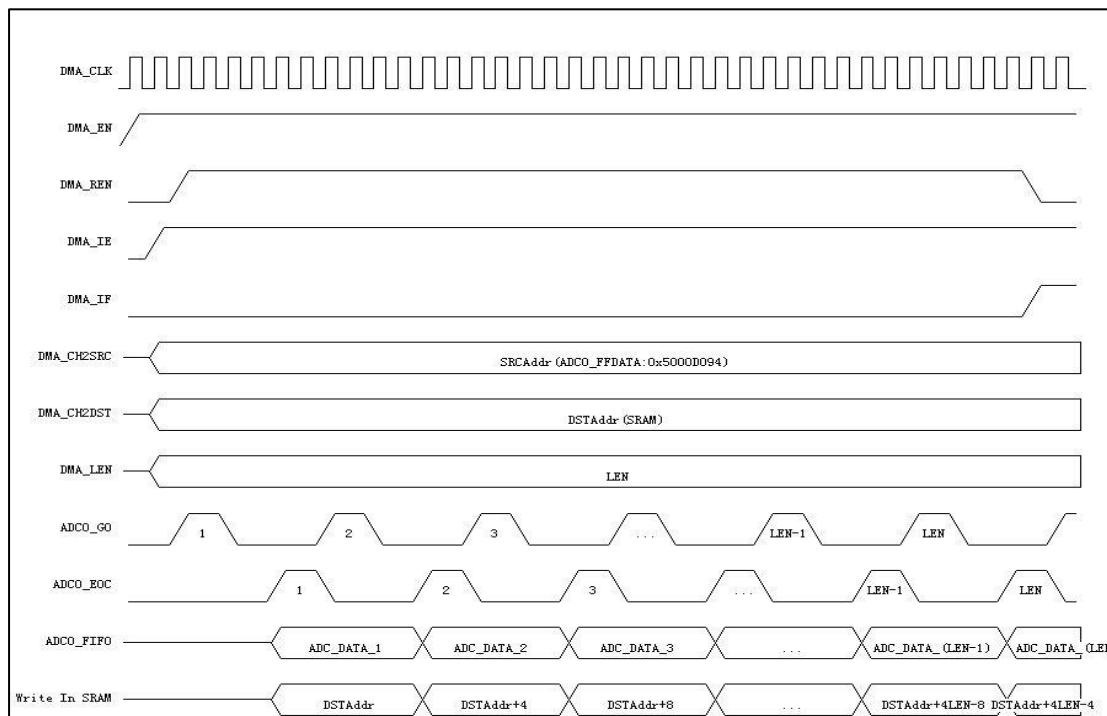 DMA_CLK
DMA_EN
DMA_REN
DMA_IE
DMA_IF
DMA_CH2SRC SRCAddr(ADC0_FFDATA:0x5000D094)
DMA_CH2DST DSTAddr(SRAM)
DMA_LEN LEN
ADC0_GO 1 2 3 ... LEN-1 LEN
ADC0_EOC 1 2 3 ... LEN-1 LEN
ADC0_FIFO ADC_DATA_1 ADC_DATA_2 ADC_DATA_3 ... ADC_DATA_(LEN-1) ADC_DATA_(LEN
Write In SRAM DSTAddr DSTAddr+4 DSTAddr+8 ... DSTAddr+4LEN-8 DSTAddr+4LEN-4